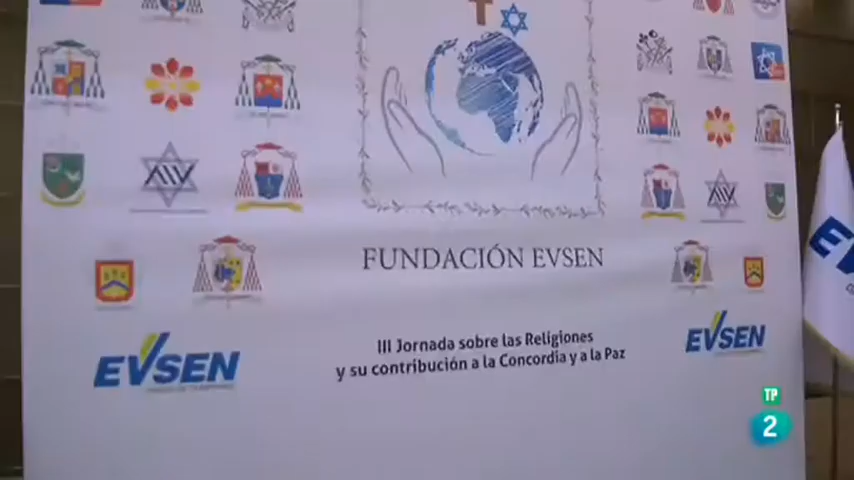 FUNDACIÓN EVSEN
III Jornada sobre las Religiones
y su contribución a la Concordia y a la Paz
EVSEN
EVSEN
TP
2